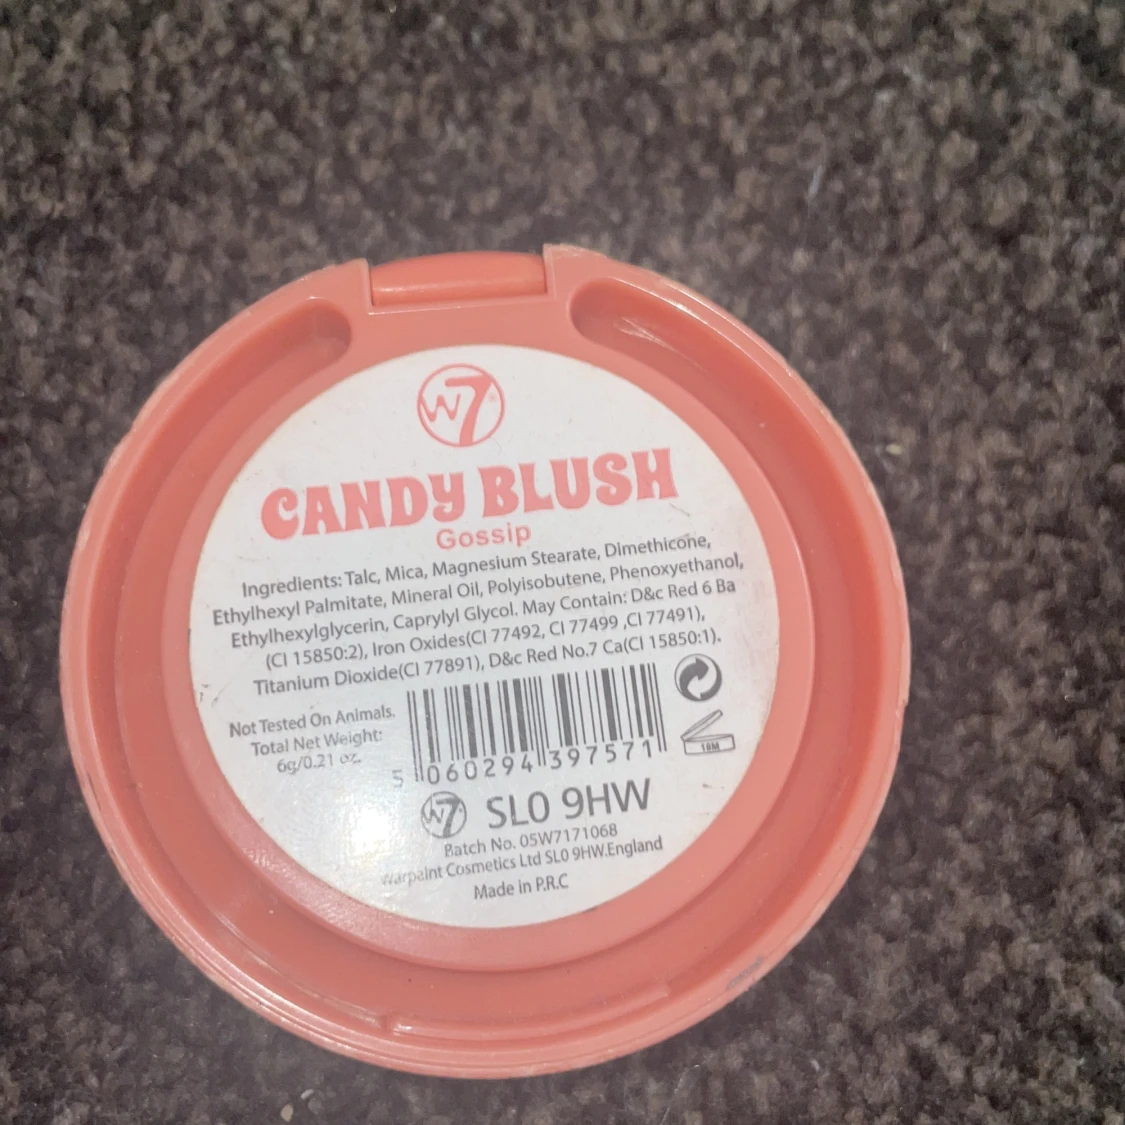 W7
CANDY BLUSH
Gossip
Ingredients: Talc, Mica, Magnesium Stearate, Dimethicone,
Ethylhexyl Palmitate, Mineral Oil, Polyisobutene, Phenoxyethanol,
Ethylhexylglycerin, Caprylyl Glycol. May Contain: D&c Red 6 Ba
(CI 15850:2), Iron Oxides(CI 77492, CI 77499 ,CI 77491),
Titanium Dioxide(CI 77891), D&c Red No.7 Ca(CI 15850:1).
Not Tested On Animals.
Total Net Weight:
6g/0.21 oz.
5 060294 397571
18M
W7 SL0 9HW
Batch No. 05W7171068
Warpaint Cosmetics Ltd SL0 9HW.England
Made in P.R.C